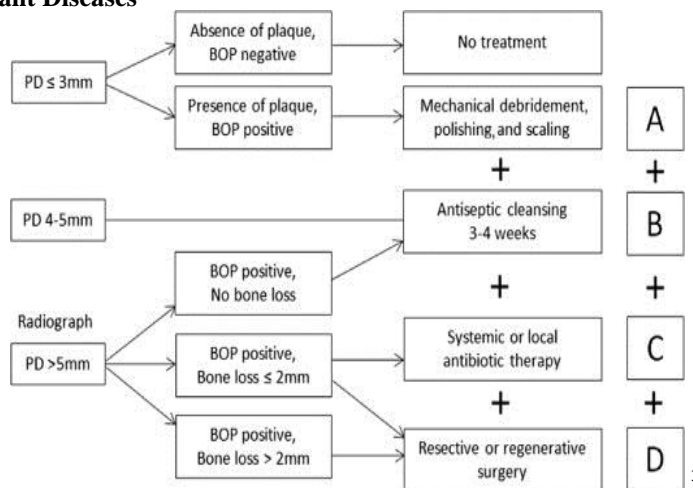 ant Diseases
Absence of plaque,
BOP negative
No treatment
PD ≤ 3mm
Presence of plaque,
BOP positive
Mechanical debridement,
polishing, and scaling
A
+
+
PD 4-5mm
Antiseptic cleansing
3-4 weeks
B
BOP positive,
No bone loss
+
+
Radiograph
PD >5mm
BOP positive,
Bone loss ≤ 2mm
Systemic or local
antibiotic therapy
C
+
+
BOP positive,
Bone loss > 2mm
Resective or regenerative
surgery
D